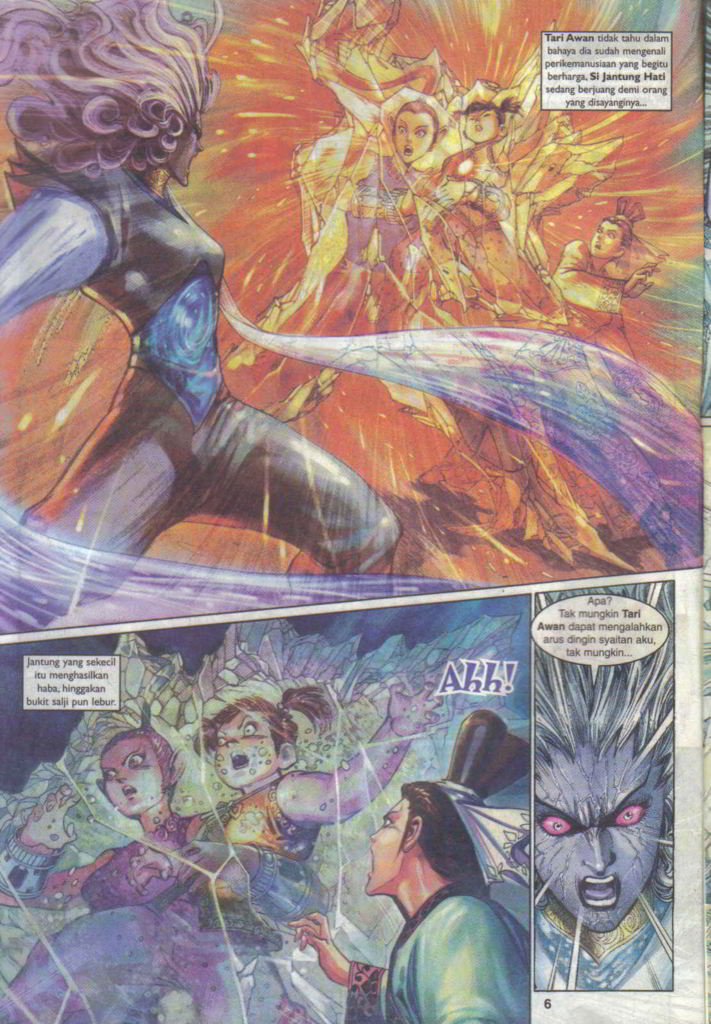 Tari Awan tidak tahu dalam
bahaya dia sudah mengenali
perikemanusiaan yang begitu
berharga, Si Jantung Hati
sedang berjuang demi orang
yang disayanginya...
Jantung yang sekecil
itu menghasilkan
haba, hinggakan
bukit salji pun lebur.
Ahh!
Apa?
Tak mungkin Tari
Awan dapat mengalahkan
arus dingin syaitan aku,
tak mungkin...
6